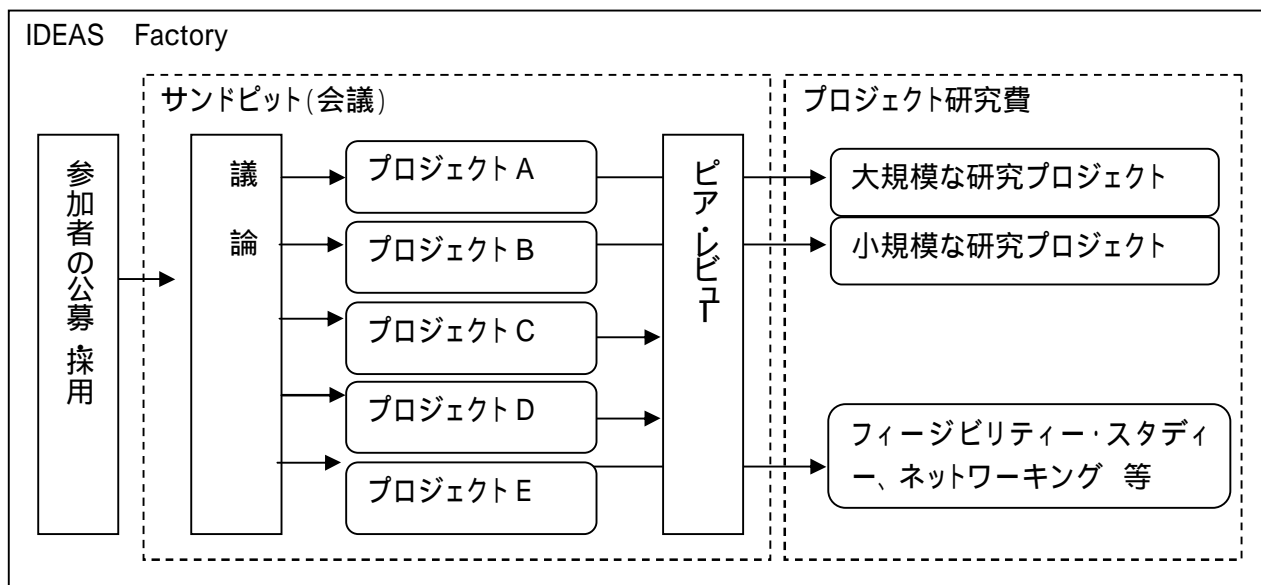 IDEAS Factory
サンドピット(会議)
プロジェクト研究費
参加者の公募・採用
議論
プロジェクト A
プロジェクト B
プロジェクト C
プロジェクト D
プロジェクト E
ピア・レビュー
大規模な研究プロジェクト
小規模な研究プロジェクト
フィージビリティー・スタディ
ー、ネットワーキング 等